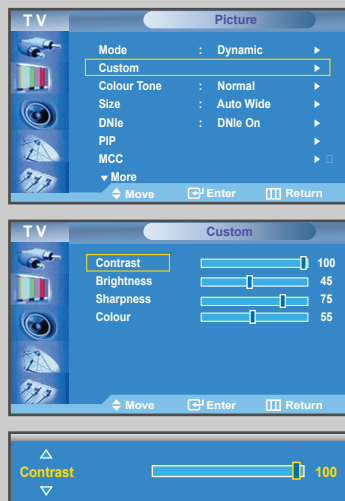 TV Picture
Mode : Dynamic
Custom
Colour Tone : Normal
Size : Auto Wide
DNIe : DNIe On
PIP
MCC
More
Move Enter Return
TV Custom
Contrast 100
Brightness 45
Sharpness 75
Colour 55
Move Enter Return
Contrast 100